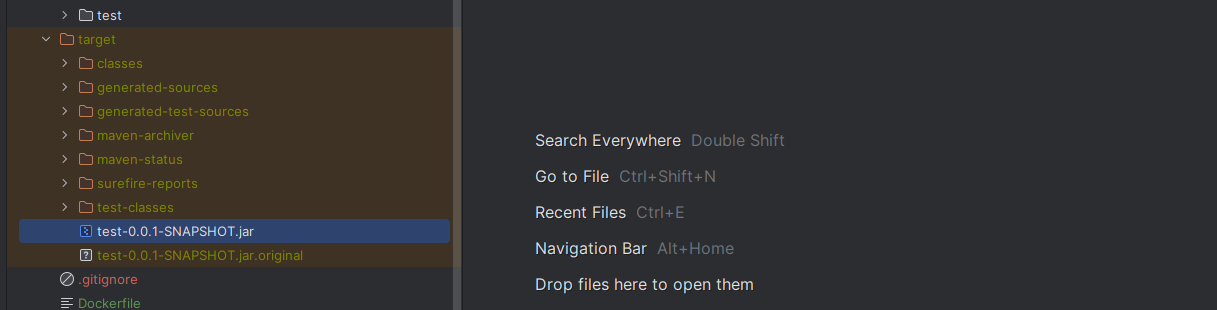 test
target
classes
generated-sources
generated-test-sources
maven-archiver
maven-status
surefire-reports
test-classes
test-0.0.1-SNAPSHOT.jar
test-0.0.1-SNAPSHOT.jar.original
.gitignore
Dockerfile
Search Everywhere Double Shift
Go to File Ctrl+Shift+N
Recent Files Ctrl+E
Navigation Bar Alt+Home
Drop files here to open them